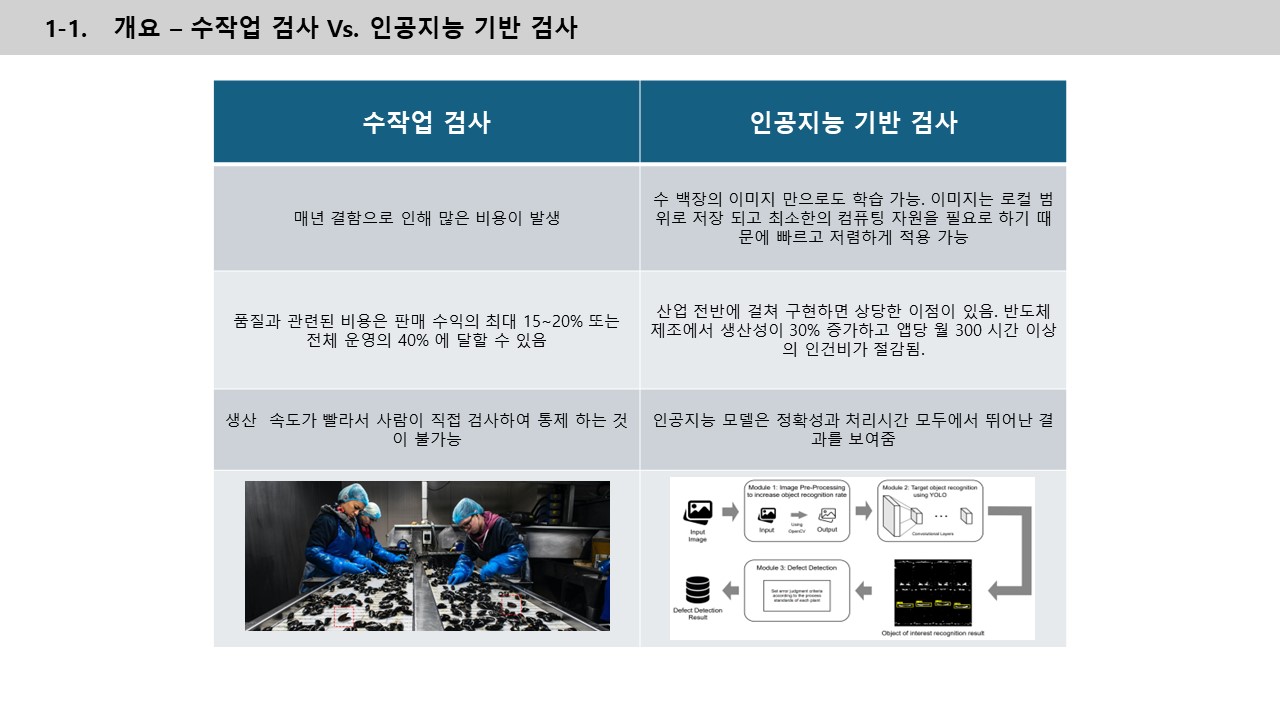 1-1. 개요 – 수작업 검사 Vs. 인공지능 기반 검사
수작업 검사
인공지능 기반 검사
매년 결함으로 인해 많은 비용이 발생
수 백장의 이미지 만으로도 학습 가능. 이미지는 로컬 범
위로 저장 되고 최소한의 컴퓨팅 자원을 필요로 하기 때
문에 빠르고 저렴하게 적용 가능
품질과 관련된 비용은 판매 수익의 최대 15~20% 또는
전체 운영의 40% 에 달할 수 있음
산업 전반에 걸쳐 구현하면 상당한 이점이 있음. 반도체
제조에서 생산성이 30% 증가하고 앱당 월 300 시간 이상
의 인건비가 절감됨.
생산 속도가 빨라서 사람이 직접 검사하여 통제 하는 것
이 불가능
인공지능 모델은 정확성과 처리시간 모두에서 뛰어난 결
과를 보여줌
Module 1: Image Pre-Processing
to increase object recognition rate
Input
Image
Input
Using
OpenCV
Output
Module 2: Target object recognition
using YOLO
Convolutional Layers
Module 3: Defect Detection
Set error judgment criteria
according to the process
standards of each plant
Defect Detection
Result
Object of interest recognition result